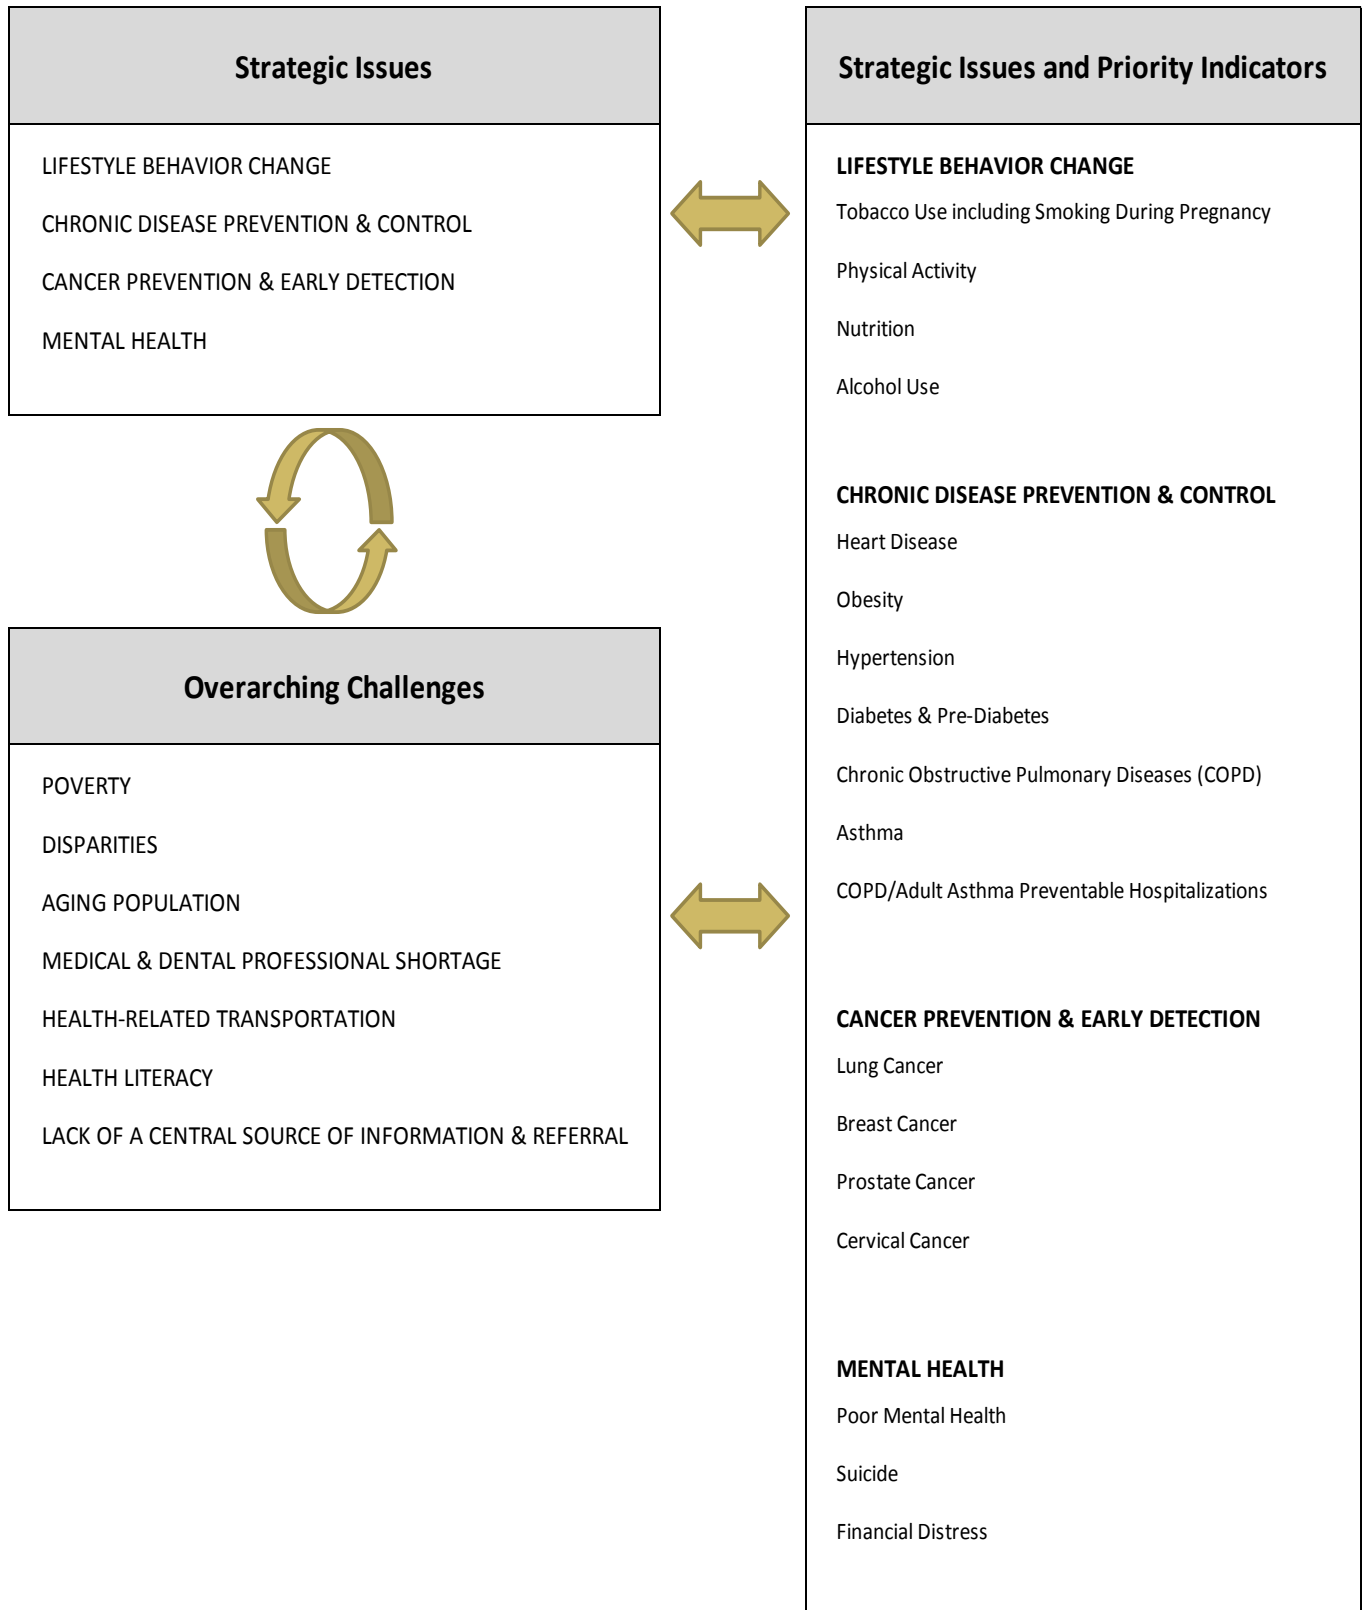 Strategic Issues
LIFESTYLE BEHAVIOR CHANGE
CHRONIC DISEASE PREVENTION & CONTROL
CANCER PREVENTION & EARLY DETECTION
MENTAL HEALTH
Overarching Challenges
POVERTY
DISPARITIES
AGING POPULATION
MEDICAL & DENTAL PROFESSIONAL SHORTAGE
HEALTH-RELATED TRANSPORTATION
HEALTH LITERACY
LACK OF A CENTRAL SOURCE OF INFORMATION & REFERRAL
Strategic Issues and Priority Indicators
LIFESTYLE BEHAVIOR CHANGE
Tobacco Use including Smoking During Pregnancy
Physical Activity
Nutrition
Alcohol Use
CHRONIC DISEASE PREVENTION & CONTROL
Heart Disease
Obesity
Hypertension
Diabetes & Pre-Diabetes
Chronic Obstructive Pulmonary Diseases (COPD)
Asthma
COPD/Adult Asthma Preventable Hospitalizations
CANCER PREVENTION & EARLY DETECTION
Lung Cancer
Breast Cancer
Prostate Cancer
Cervical Cancer
MENTAL HEALTH
Poor Mental Health
Suicide
Financial Distress